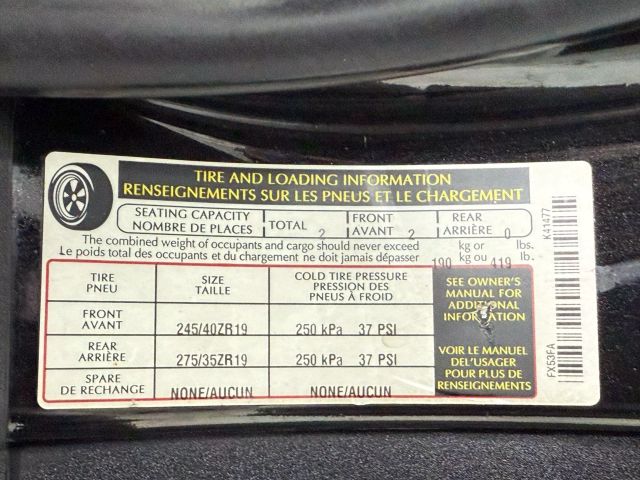 TIRE AND LOADING INFORMATION
RENSEIGNEMENTS SUR LES PNEUS ET LE CHARGEMENT
SEATING CAPACITY
NOMBRE DE PLACES
TOTAL 2
FRONT
AVANT 2
REAR
ARRIÈRE 0
The combined weight of occupants and cargo should never exceed 190 kg or 419 lbs.
Le poids total des occupants et du chargement ne doit jamais dépasser kg ou lb.
TIRE
PNEU
SIZE
TAILLE
COLD TIRE PRESSURE
PRESSION DES
PNEUS À FROID
FRONT
AVANT
245/40ZR19
250 kPa 37 PSI
REAR
ARRIÈRE
275/35ZR19
250 kPa 37 PSI
SPARE
DE RECHANGE
NONE/AUCUN
NONE/AUCUN
SEE OWNER'S
MANUAL FOR
ADDITIONAL
INFORMATION
VOIR LE MANUEL
DEL'USAGER
POUR PLUS DE
RENSEIGNEMENTS
K41477
FX53FA